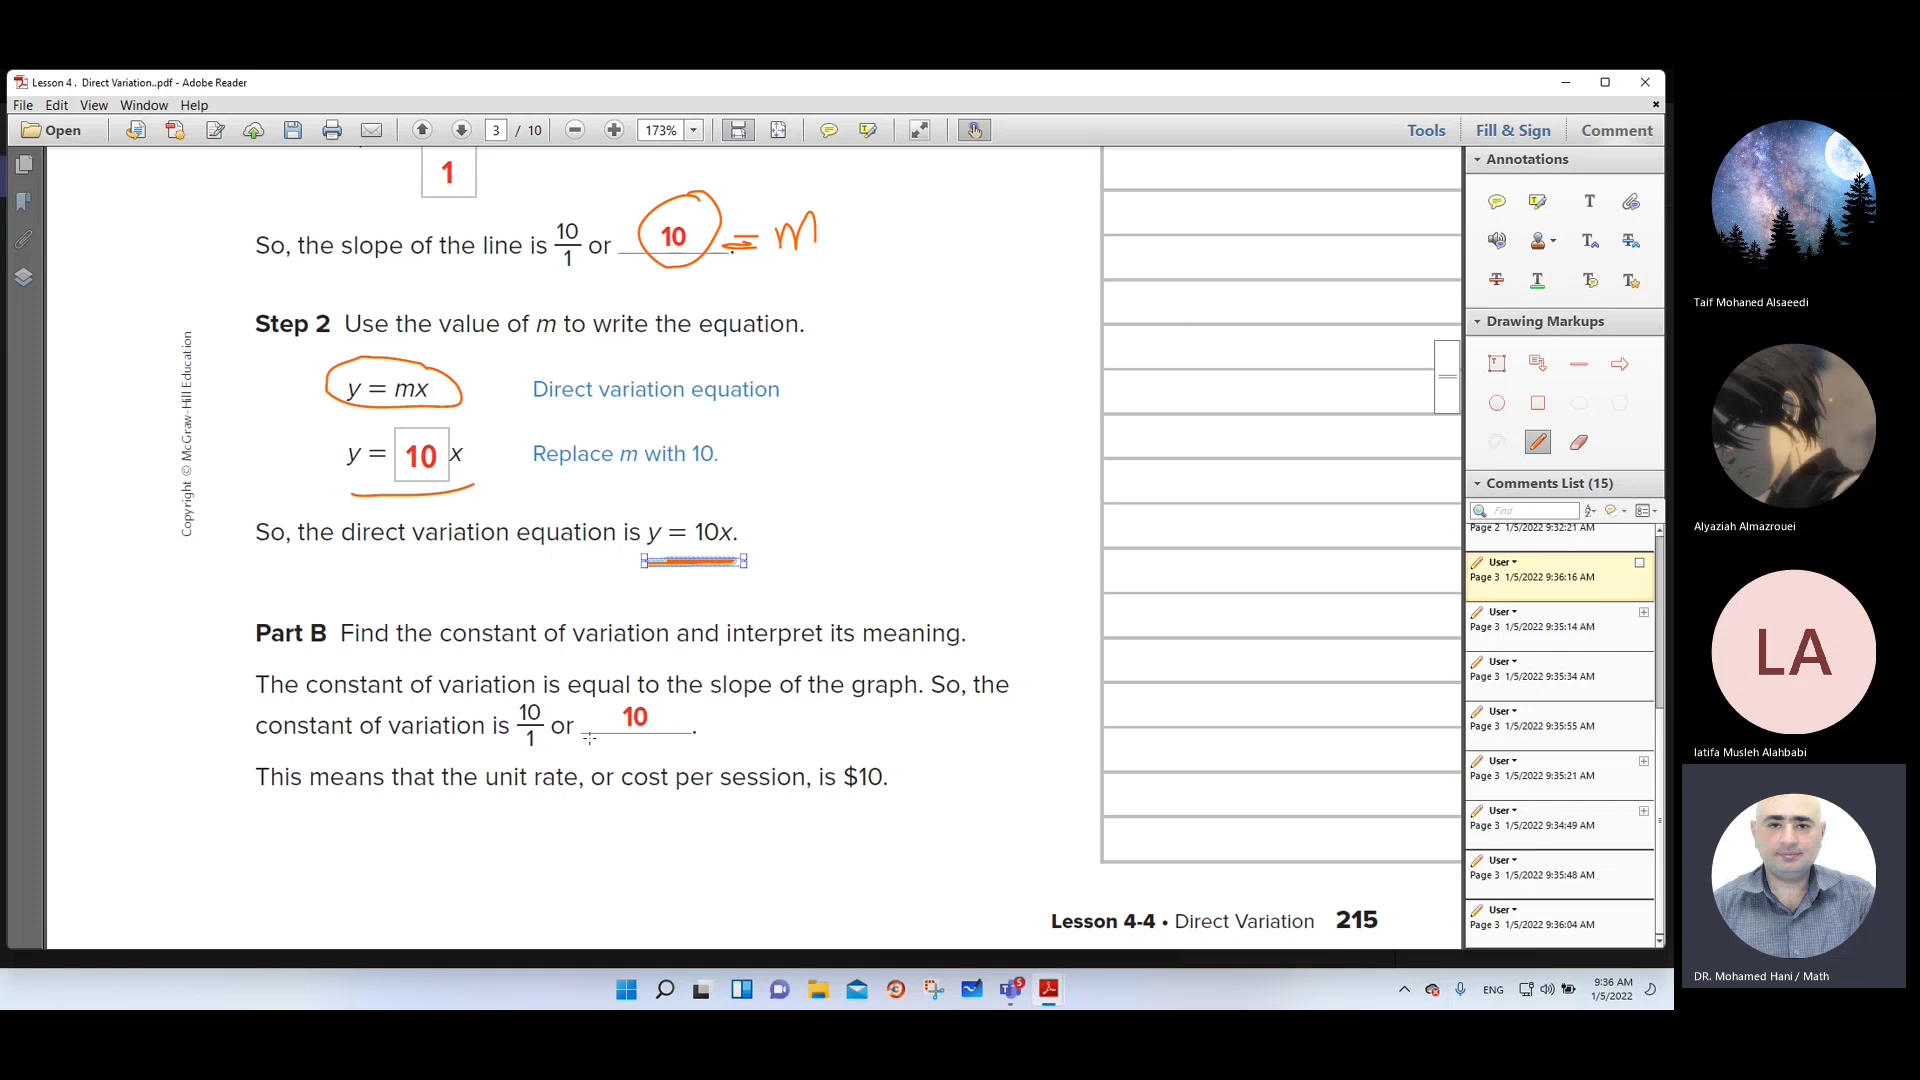 Lesson 4 . Direct Variation..pdf - Adobe Reader
File Edit View Window Help
Open 3 / 10 173% Tools Fill & Sign Comment
1
So, the slope of the line is 10/1 or 10 . = m
Step 2 Use the value of m to write the equation.
y = mx Direct variation equation
y = 10 x Replace m with 10.
So, the direct variation equation is y = 10x.
Part B Find the constant of variation and interpret its meaning.
The constant of variation is equal to the slope of the graph. So, the
constant of variation is 10/1 or 10 .
This means that the unit rate, or cost per session, is $10.
Copyright © McGraw-Hill Education
Lesson 4-4 • Direct Variation 215
Annotations
Drawing Markups
Comments List (15)
Find
Page 2 1/5/2022 9:32:21 AM
User
Page 3 1/5/2022 9:36:16 AM
User
Page 3 1/5/2022 9:35:14 AM
User
Page 3 1/5/2022 9:35:34 AM
User
Page 3 1/5/2022 9:35:55 AM
User
Page 3 1/5/2022 9:35:21 AM
User
Page 3 1/5/2022 9:34:49 AM
User
Page 3 1/5/2022 9:35:48 AM
User
Page 3 1/5/2022 9:36:04 AM
Taif Mohaned Alsaeedi
Alyaziah Almazrouei
LA
latifa Musleh Alahbabi
DR. Mohamed Hani / Math
5
ENG
9:36 AM
1/5/2022